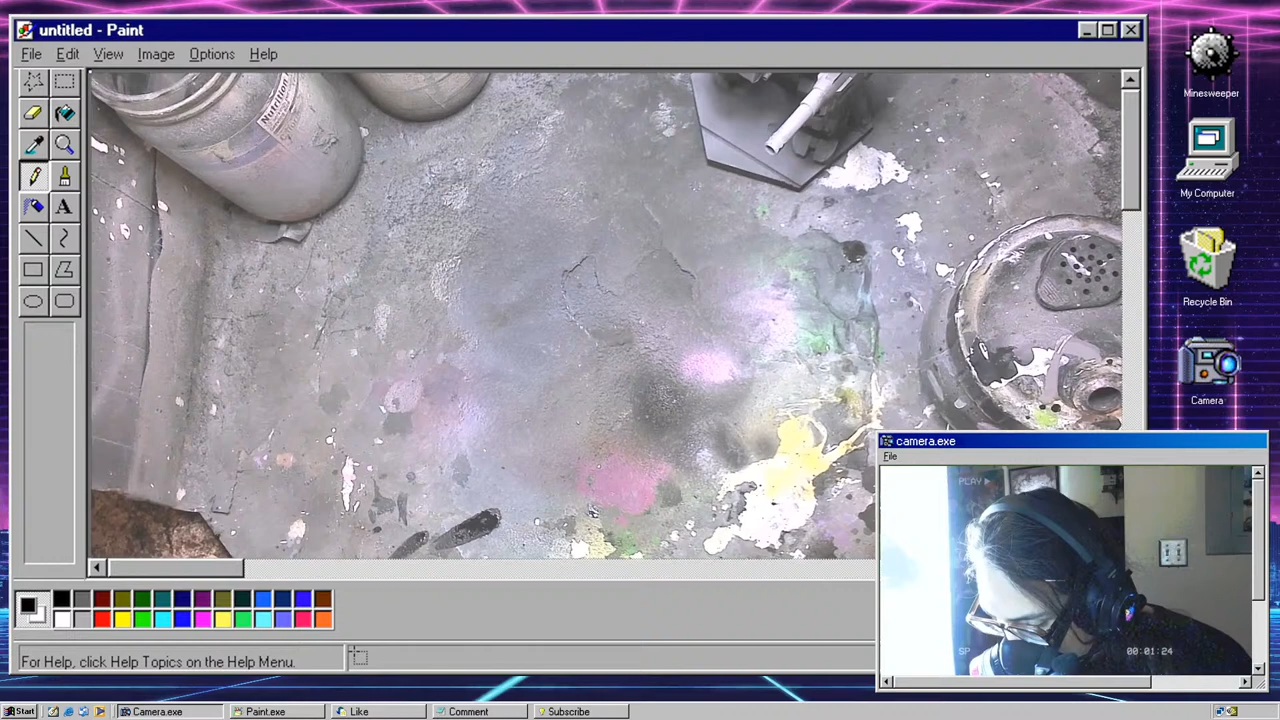 untitled - Paint
File Edit View Image Options Help
Nutrition
Minesweeper
My Computer
Recycle Bin
Camera
camera.exe
File
PLAY
SP 00:01:24
For Help, click Help Topics on the Help Menu.
Start Camera.exe Paint.exe Like Comment Subscribe